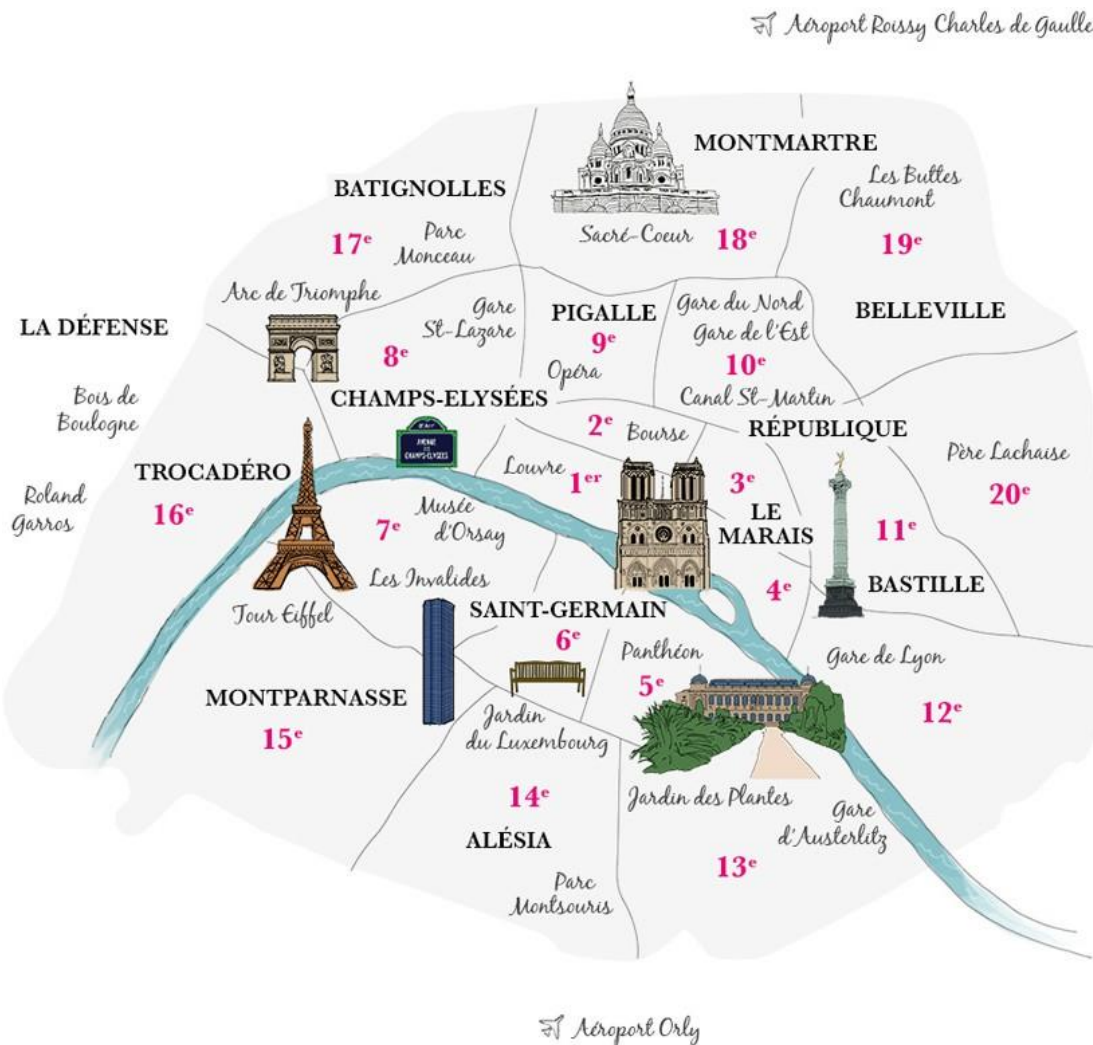 Aéroport Roissy Charles de Gaulle
MONTMARTRE
Les Buttes
Chaumont
BATIGNOLLES
17e
Parc
Monceau
Sacré-Coeur
18e
19e
Arc de Triomphe
Gare
St-Lazare
PIGALLE
9e
Gare du Nord
Gare de l'Est
10e
BELLEVILLE
LA DÉFENSE
8e
Opéra
Canal St-Martin
Bois de
Boulogne
CHAMPS-ELYSÉES
AVENUE
DES
CHAMPS-ELYSÉES
2e
Bourse
RÉPUBLIQUE
TROCADÉRO
16e
Louvre
1er
3e
Père Lachaise
20e
Roland
Garros
7e
Musée
d'Orsay
LE
MARAIS
11e
Les Invalides
4e
BASTILLE
Tour Eiffel
SAINT-GERMAIN
6e
Panthéon
5e
Gare de Lyon
12e
MONTPARNASSE
15e
Jardin
du Luxembourg
14e
ALÉSIA
Jardin des Plantes
Gare
d'Austerlitz
13e
Parc
Montsouris
Aéroport Orly